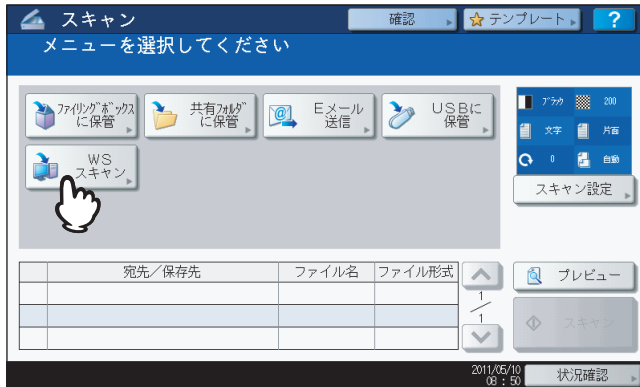 スキャン
確認
テンプレート
?
メニューを選択してください
ファイリングボックス
に保管
共有フォルダ
に保管
Eメール
送信
USBに
保管
WS
スキャン
ブラック
200
文字
片面
0
自動
スキャン設定
宛先／保存先
ファイル名
ファイル形式
1
1
プレビュー
スキャン
2011/05/10
08 : 50
状況確認